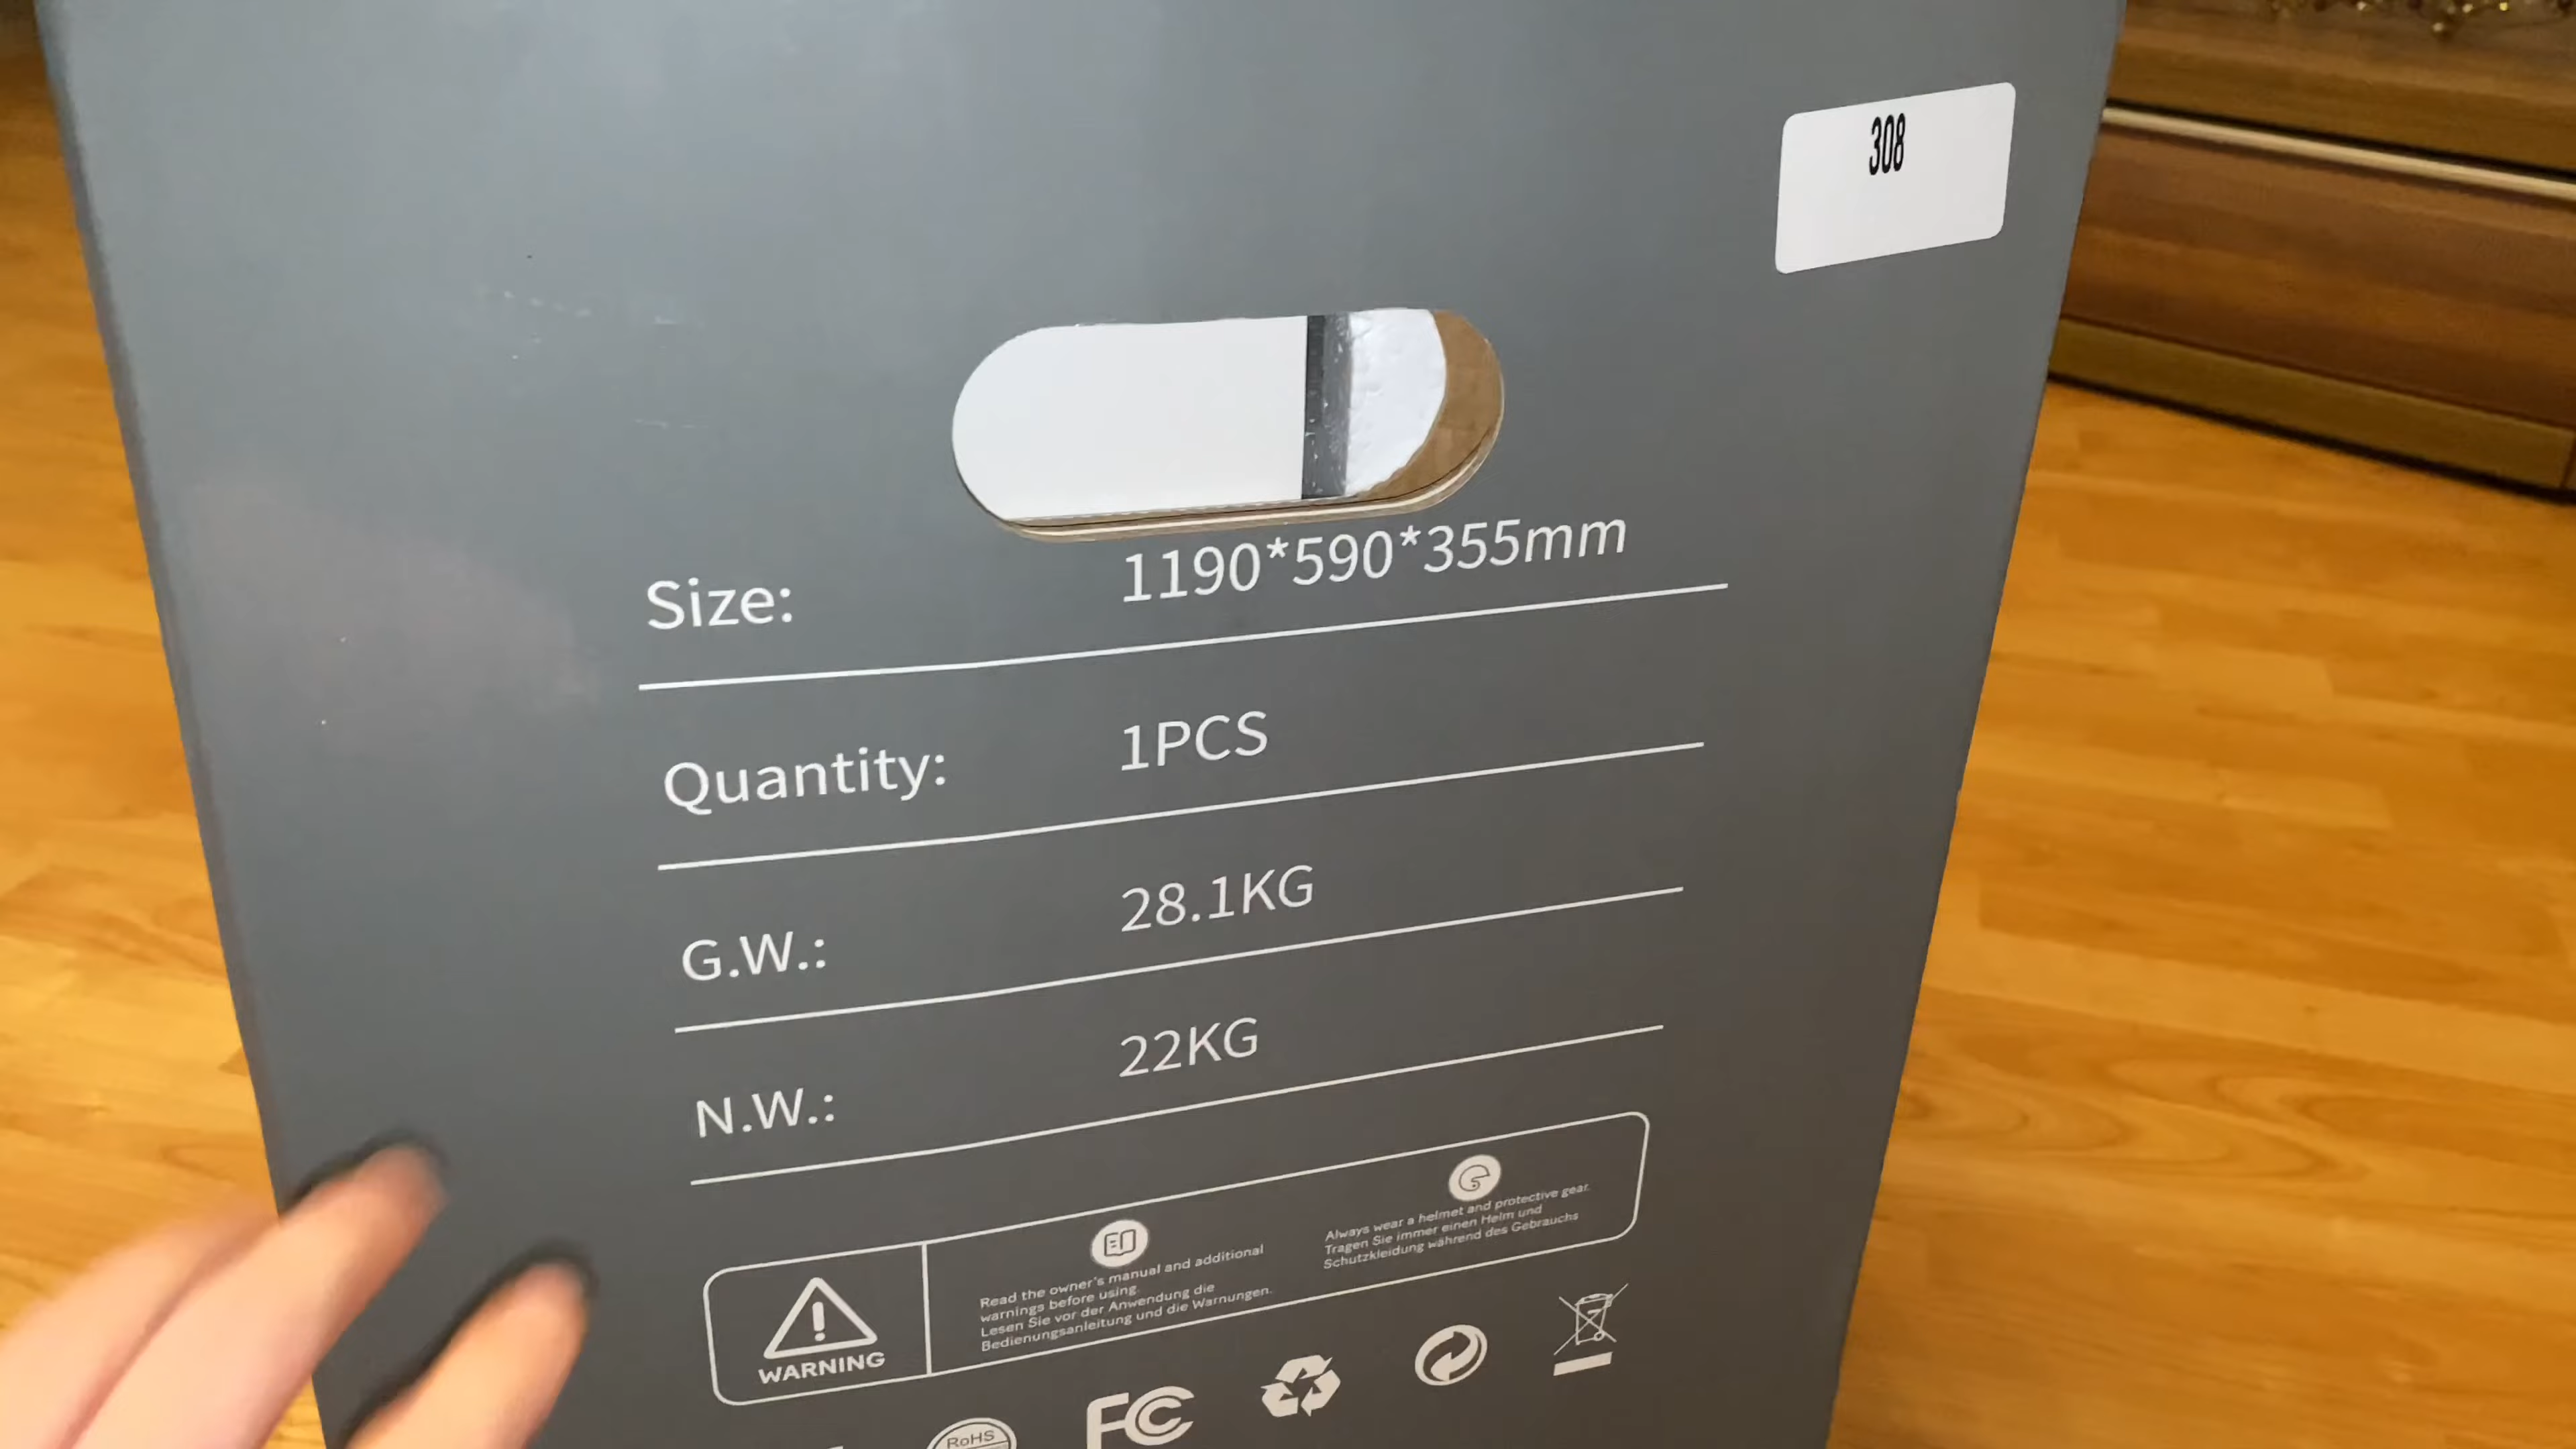 308
Size: 1190*590*355mm
Quantity: 1PCS
G.W.: 28.1KG
N.W.: 22KG
WARNING
Read the owner's manual and additional
warnings before using.
Lesen Sie vor der Anwendung die
Bedienungsanleitung und die Warnungen.
Always wear a helmet and protective gear.
Tragen Sie immer einen Helm und
Schutzkleidung während des Gebrauchs
RoHS
FC